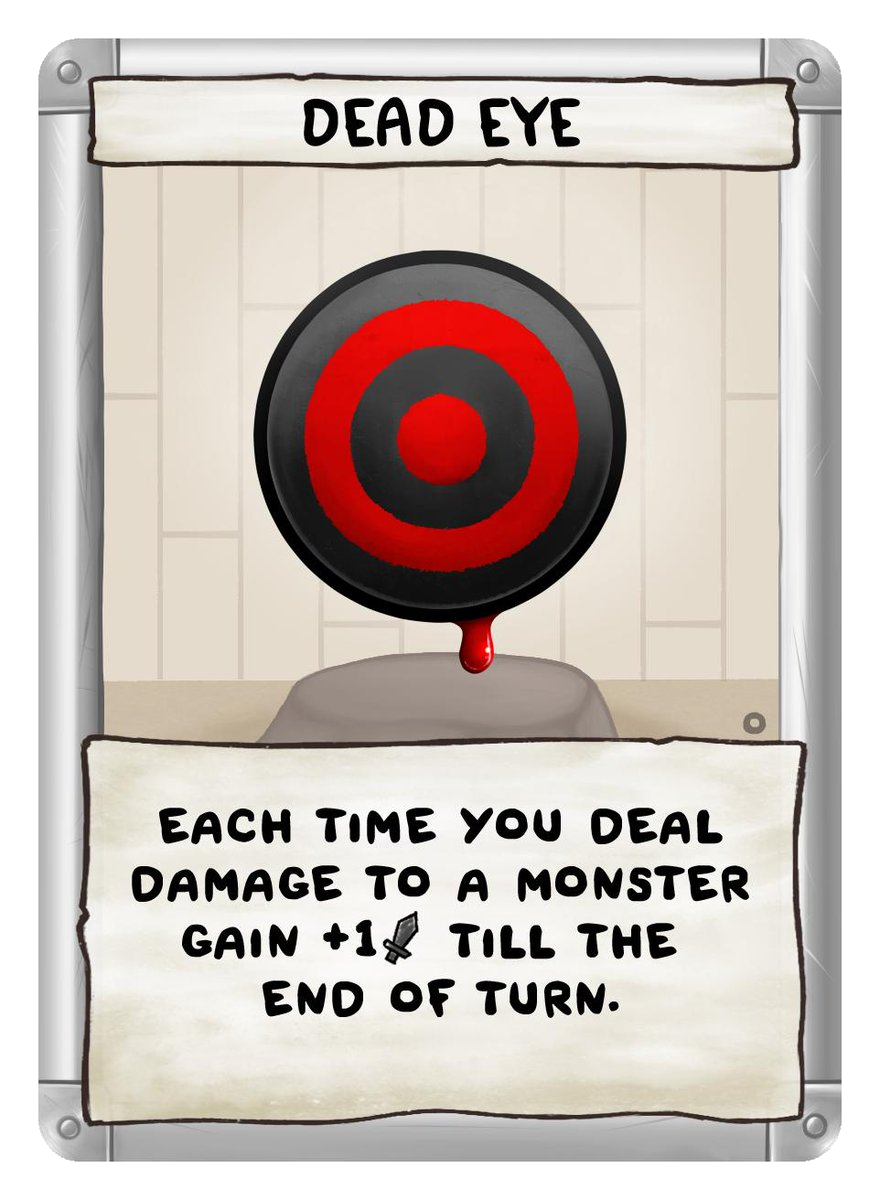 DEAD EYE
EACH TIME YOU DEAL
DAMAGE TO A MONSTER
GAIN +1 TILL THE
END OF TURN.